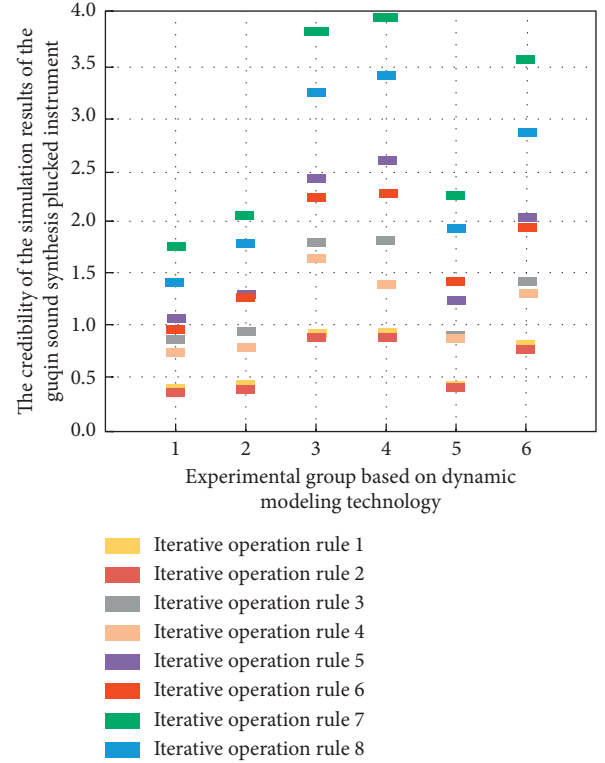 The credibility of the simulation results of the
guqin sound synthesis plucked instrument
4.0
3.5
3.0
2.5
2.0
1.5
1.0
0.5
0.0
1 2 3 4 5 6
Experimental group based on dynamic
modeling technology
Iterative operation rule 1
Iterative operation rule 2
Iterative operation rule 3
Iterative operation rule 4
Iterative operation rule 5
Iterative operation rule 6
Iterative operation rule 7
Iterative operation rule 8